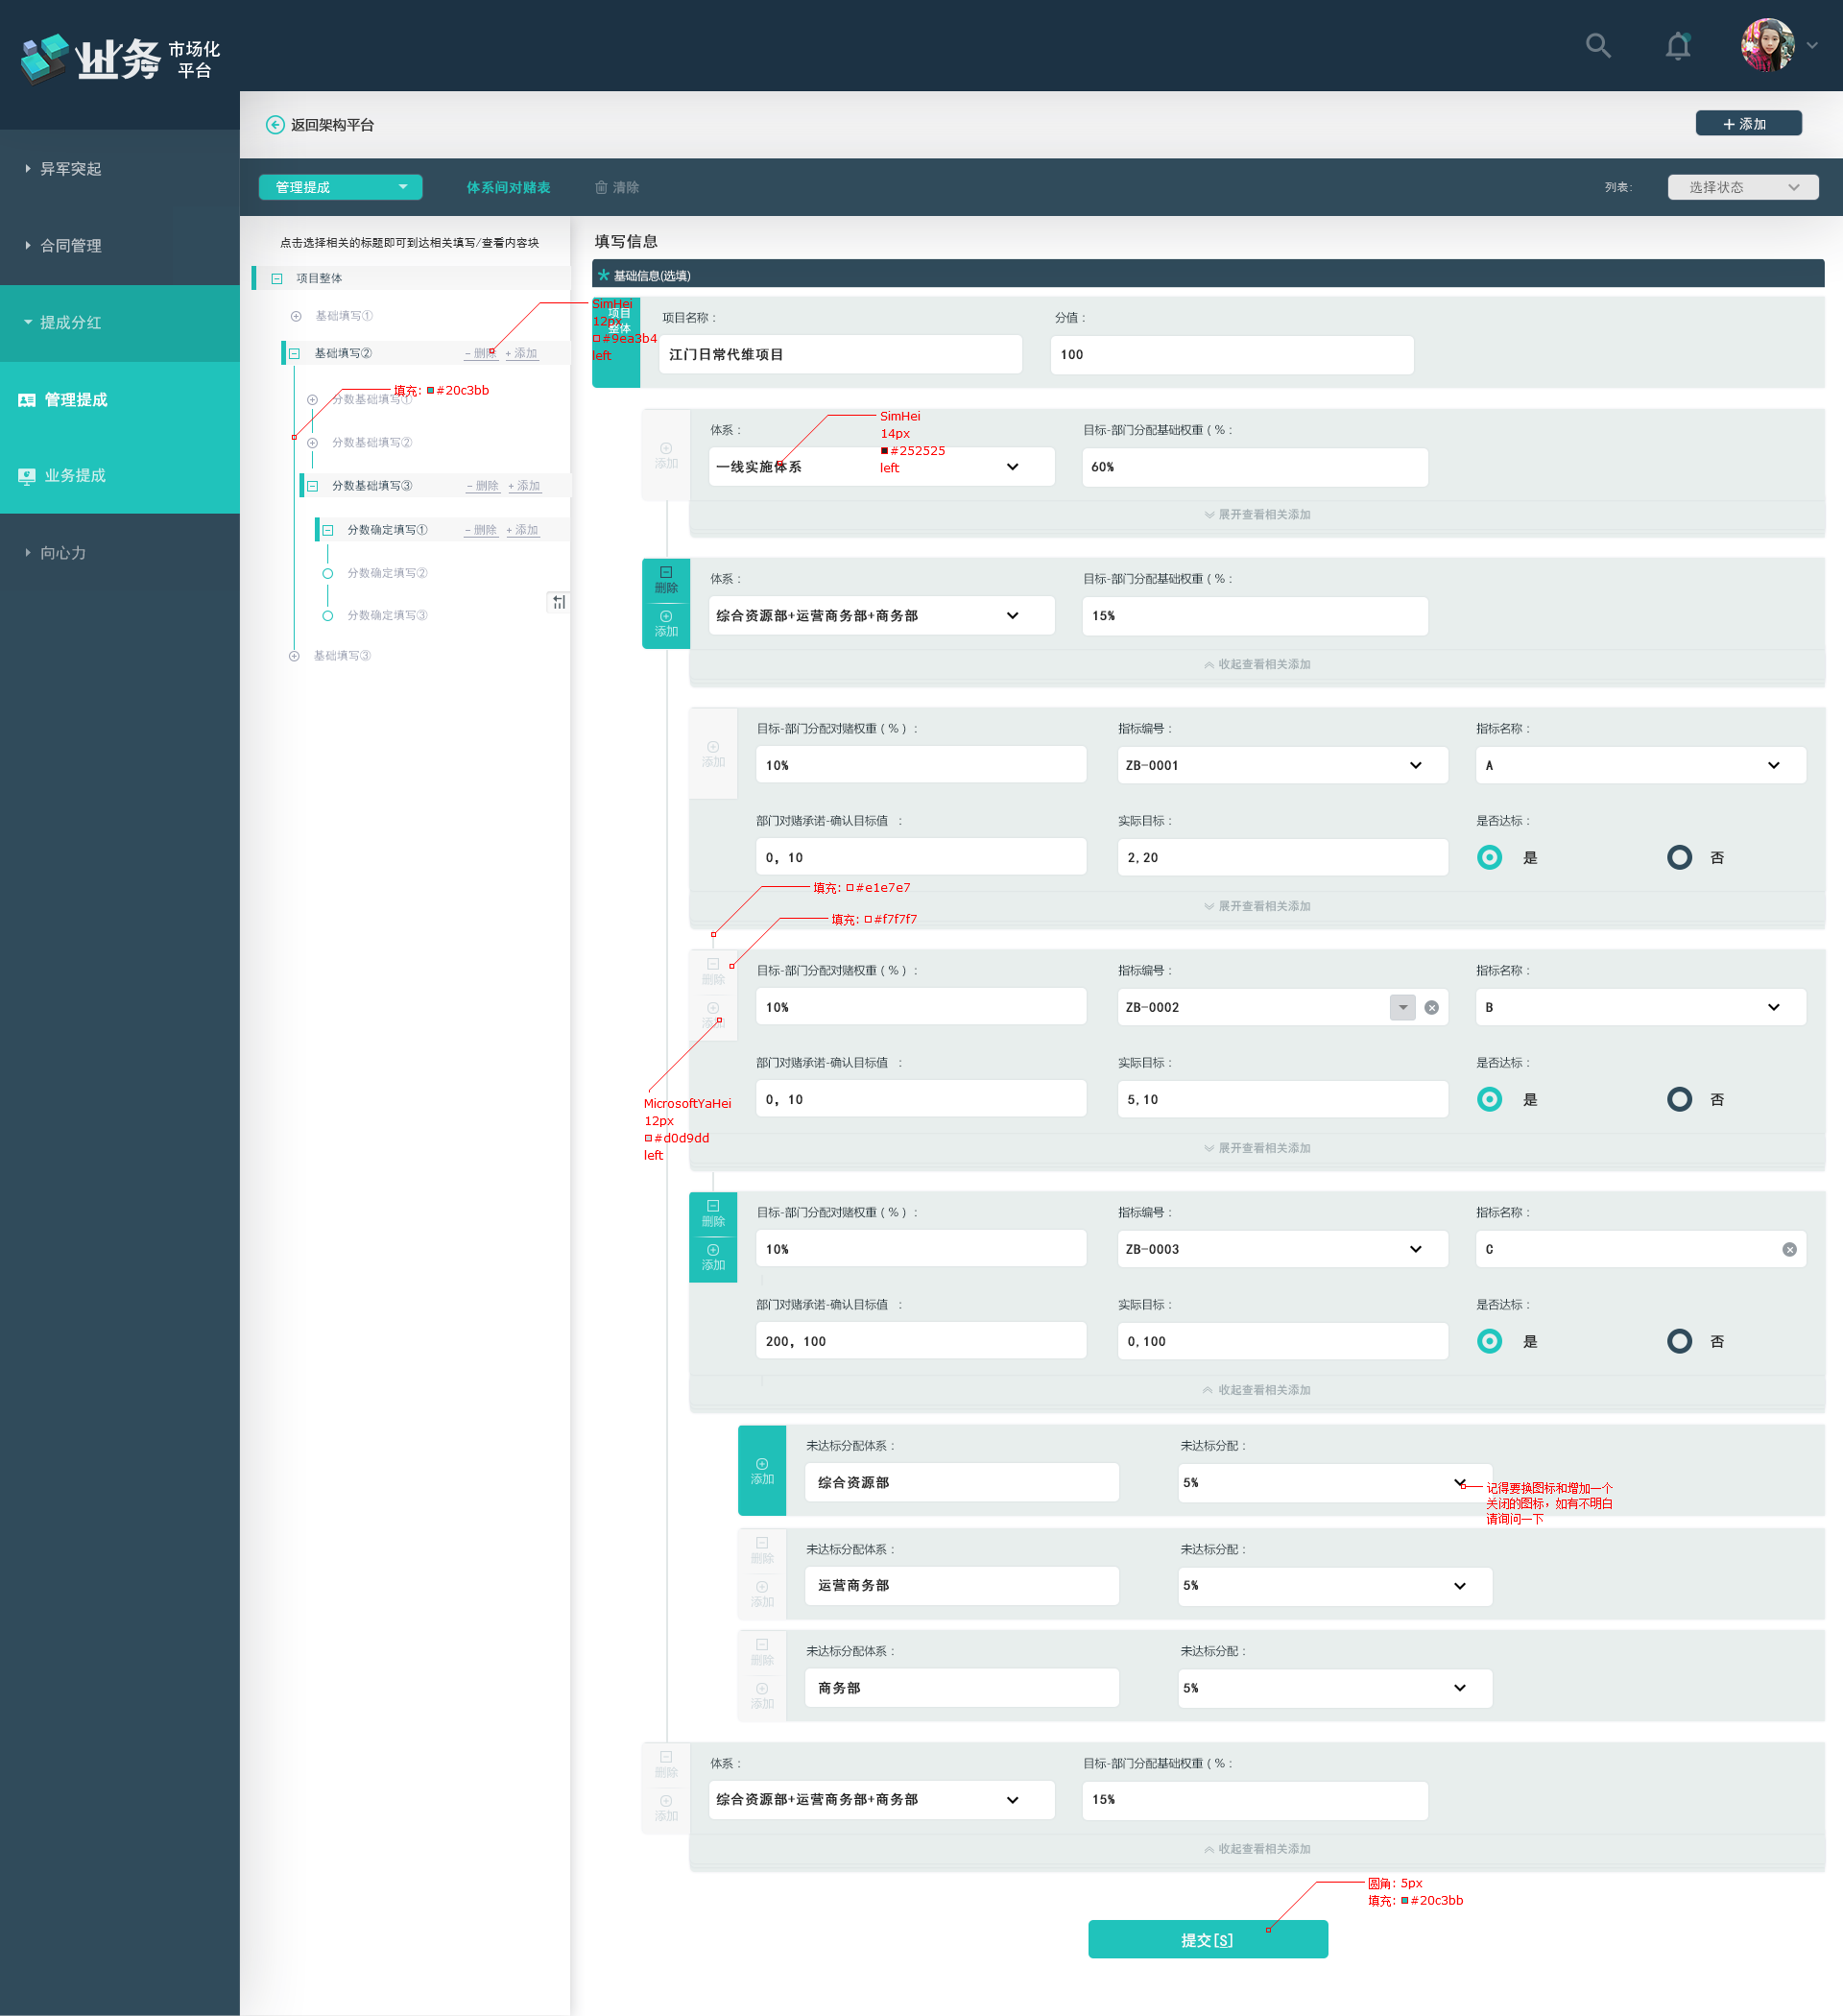 业务 市场化
平台
返回架构平台
+ 添加
异军突起
合同管理
提成分红
管理提成
业务提成
向心力
管理提成
体系间对赌表
清除
列表:
选择状态
点击选择相关的标题即可到达相关填写/查看内容块
项目整体
基础填写①
基础填写② - 删除 + 添加
填充: #20c3bb
分数基础填写①
分数基础填写②
分数基础填写③ - 删除 + 添加
分数确定填写① - 删除 + 添加
分数确定填写②
分数确定填写③
基础填写③
填写信息
* 基础信息(选填)
SimHei
12px
#9ea3b4
left
项目
整体
项目名称: 分值:
江门日常代维项目 100
SimHei
14px
#252525
left
添加
体系: 目标-部门分配基础权重(%:
一线实施体系 60%
展开查看相关添加
删除
添加
体系: 目标-部门分配基础权重(%:
综合资源部+运营商务部+商务部 15%
收起查看相关添加
添加
目标-部门分配对赌权重(%): 指标编号: 指标名称:
10% ZB-0001 A
部门对赌承诺-确认目标值 : 实际目标: 是否达标:
0, 10 2,20 是 否
展开查看相关添加
填充: #e1e7e7
填充: #f7f7f7
删除
添加
目标-部门分配对赌权重(%): 指标编号: 指标名称:
10% ZB-0002 B
部门对赌承诺-确认目标值 : 实际目标: 是否达标:
0, 10 5,10 是 否
MicrosoftYaHei
12px
#d0d9dd
left
展开查看相关添加
删除
添加
目标-部门分配对赌权重(%): 指标编号: 指标名称:
10% ZB-0003 C
部门对赌承诺-确认目标值 : 实际目标: 是否达标:
200, 100 0,100 是 否
收起查看相关添加
添加
未达标分配体系: 未达标分配:
综合资源部 5%
记得要换图标和增加一个
关闭的图标，如有不明白
请询问一下
删除
添加
未达标分配体系: 未达标分配:
运营商务部 5%
删除
添加
未达标分配体系: 未达标分配:
商务部 5%
删除
添加
体系: 目标-部门分配基础权重(%:
综合资源部+运营商务部+商务部 15%
收起查看相关添加
圆角: 5px
填充: #20c3bb
提交[S]